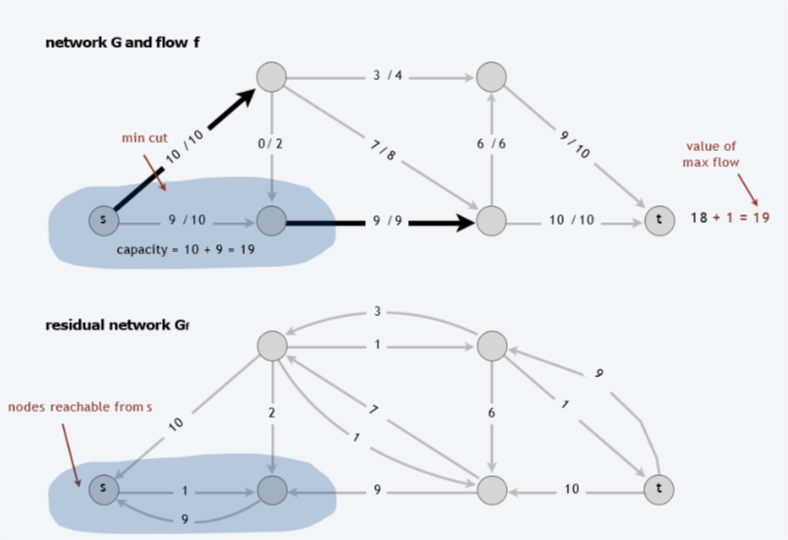 network G and flow f
3 / 4
min cut
10 / 10
0 / 2
7 / 8
6 / 6
9 / 10
value of
max flow
s
9 / 10
9 / 9
10 / 10
t
18 + 1 = 19
capacity = 10 + 9 = 19
residual network Gf
3
1
9
nodes reachable from s
10
2
7
1
6
1
s
1
9
9
10
t